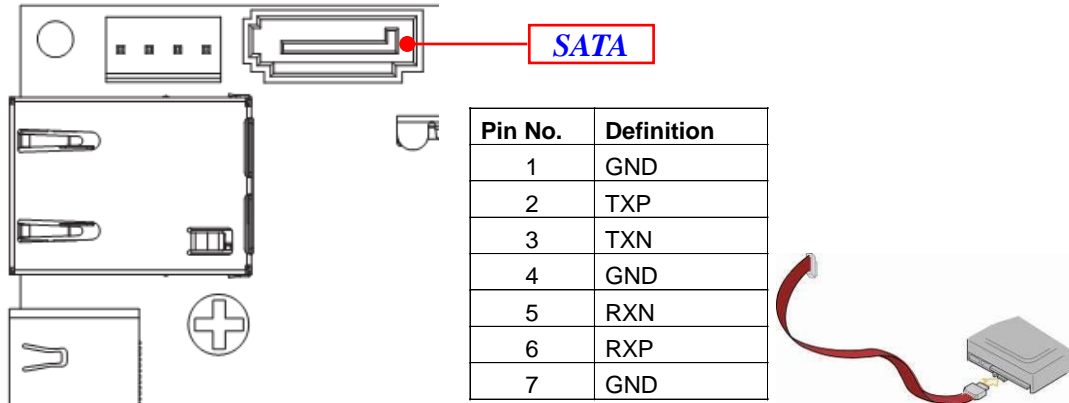 SATA
Pin No. Definition
1 GND
2 TXP
3 TXN
4 GND
5 RXN
6 RXP
7 GND